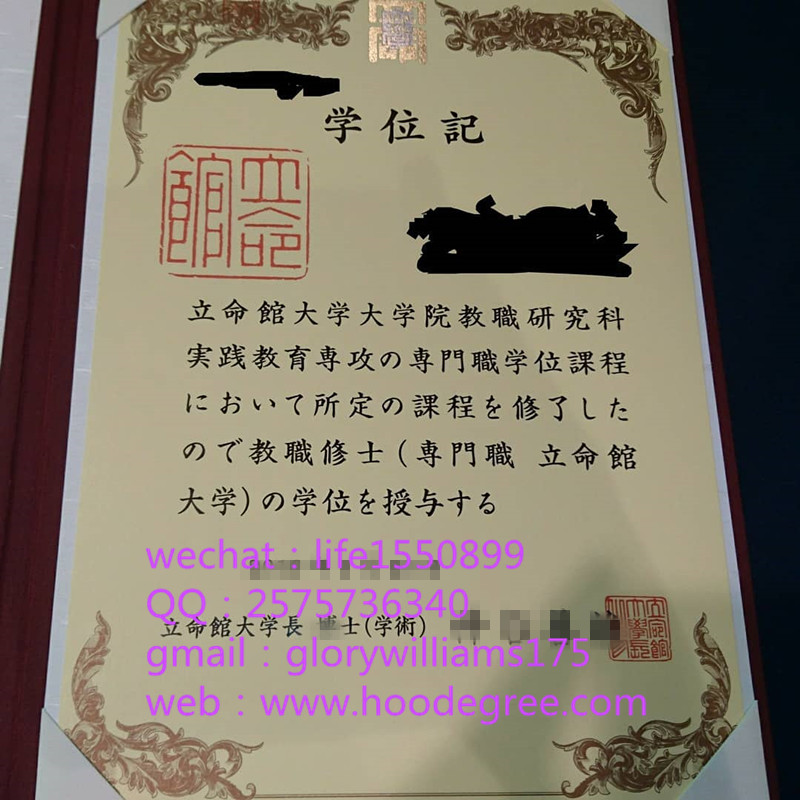 学位記
立命館
立命館大学大学院教職研究科
実践教育専攻の専門職学位課程
において所定の課程を修了した
ので教職修士(専門職 立命館
大学)の学位を授与する
wechat：life1550899
QQ：2575736340
立命館大学長 士(学術)
gmail：glorywilliams175
web：www.hoodegree.com